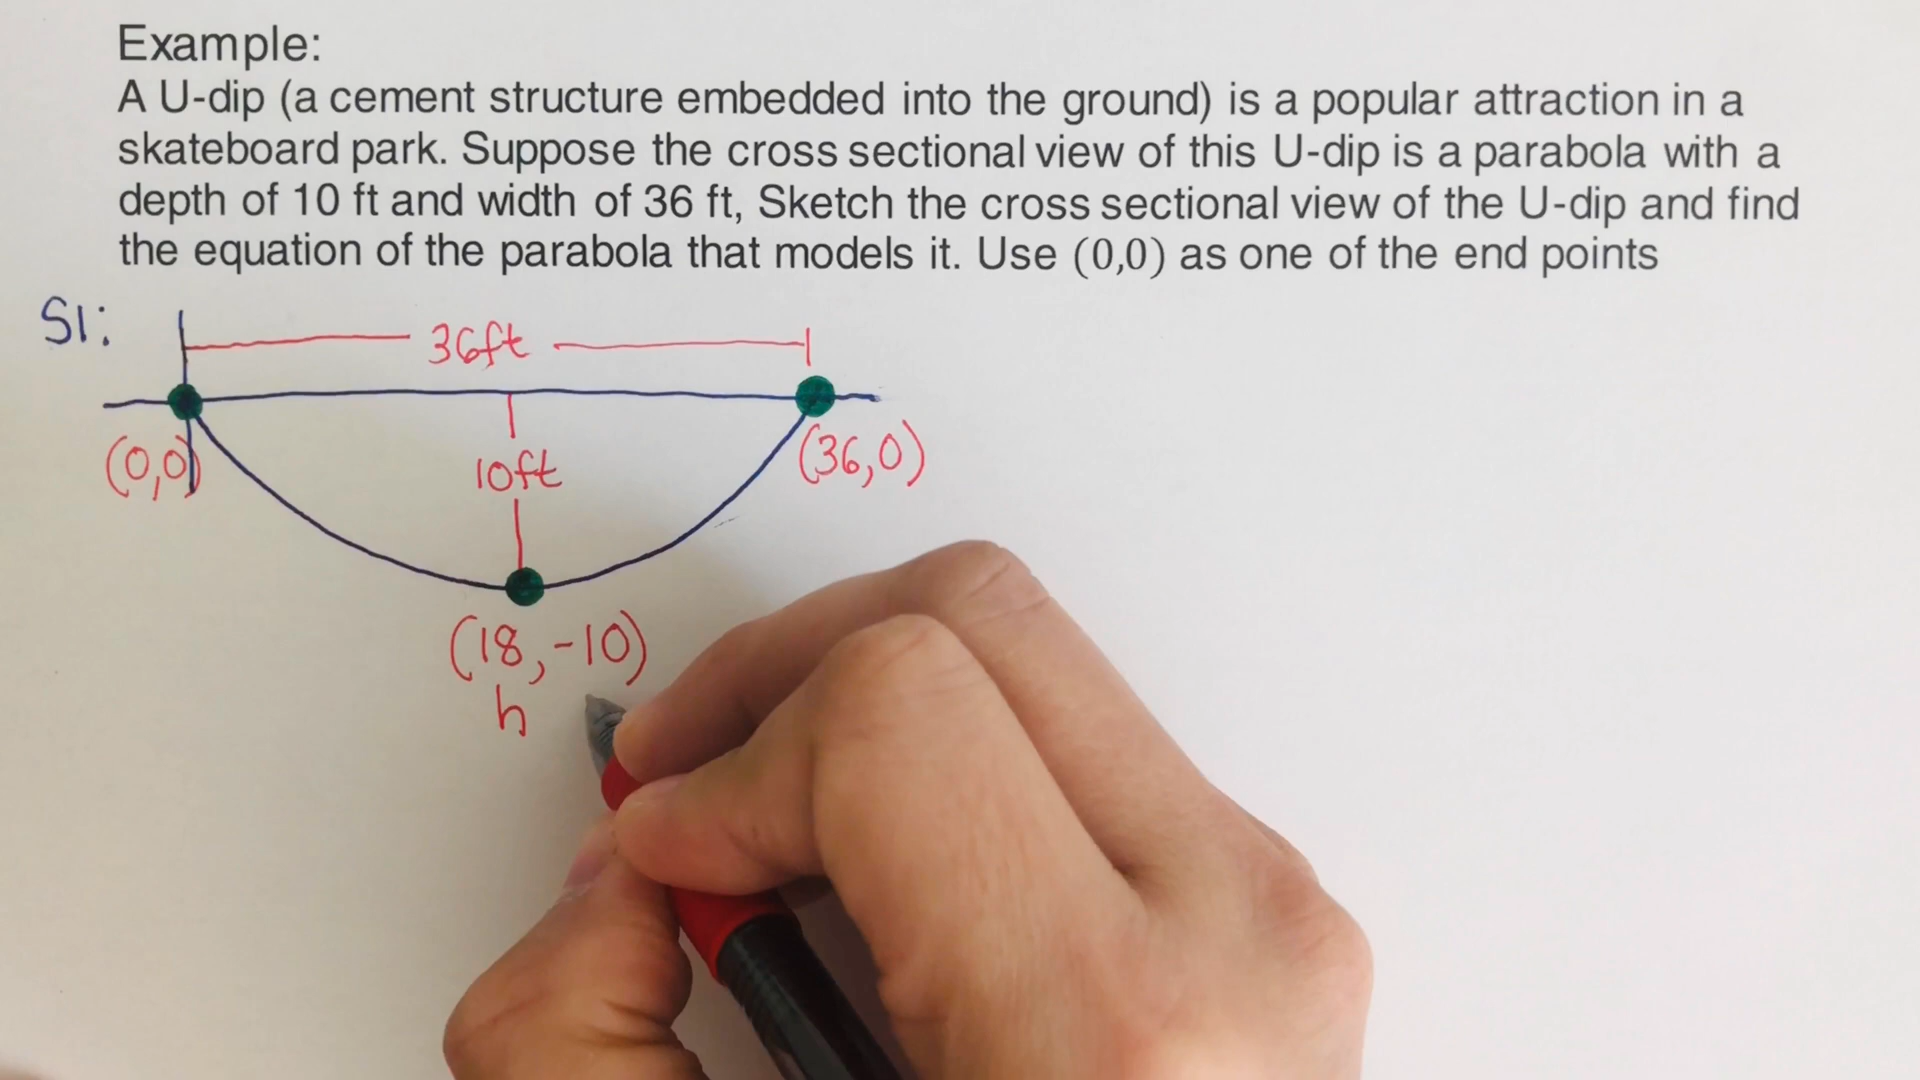 Example:
A U-dip (a cement structure embedded into the ground) is a popular attraction in a
skateboard park. Suppose the cross sectional view of this U-dip is a parabola with a
depth of 10 ft and width of 36 ft, Sketch the cross sectional view of the U-dip and find
the equation of the parabola that models it. Use (0,0) as one of the end points
S1:
36ft
(0,0)
10ft
(36,0)
(18,-10)
h